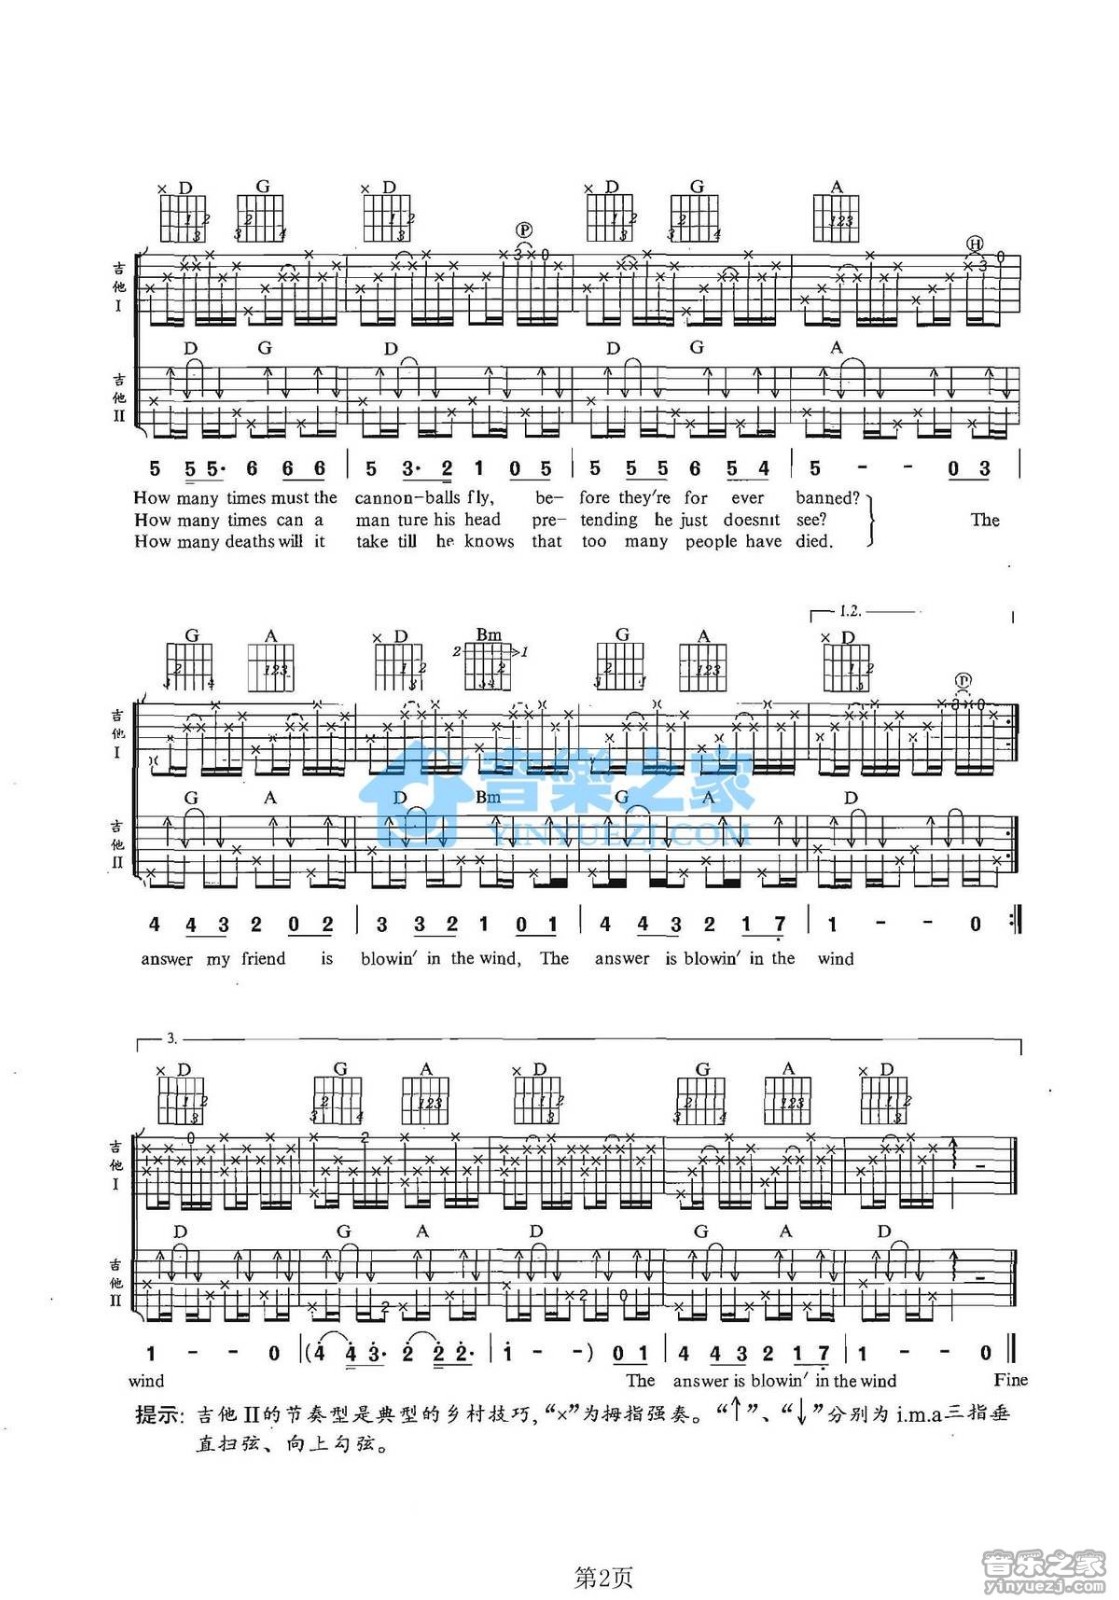 D G D D G A
P H
吉他 I
D G D D G A
吉他 II
5 5 5· 6 6 6 | 5 3· 2 1 0 5 | 5 5 5 6 5 4 | 5 - - 0 3 |
How many times must the cannon-balls fly, be- fore they're for ever banned?
How many times can a man ture his head pre- tending he just doesnıt see? The
How many deaths will it take till he knows that too many people have died.
1.2.
G A D Bm G A D
P
吉他 I
G A D Bm G A D
吉他 II
4 4 3 2 0 2 | 3 3 2 1 0 1 | 4 4 3 2 1 7 | 1 - - 0 :||
answer my friend is blowin' in the wind, The answer is blowin' in the wind
音樂之家
YINYUEZJ.COM
3.
D G A D G A D
吉他 I
D G A D G A D
吉他 II
1 - - 0 |(4 4 3· 2 2 2· | i - - ) 0 1 | 4 4 3 2 1 7 | 1 - - 0 ||
wind The answer is blowin' in the wind Fine
提示: 吉他 II 的节奏型是典型的乡村技巧,“×”为拇指强奏。“↑”、“↓”分别为 i.m.a三指垂
直扫弦、向上勾弦。
第2页
音乐之家
yinyuezj.com